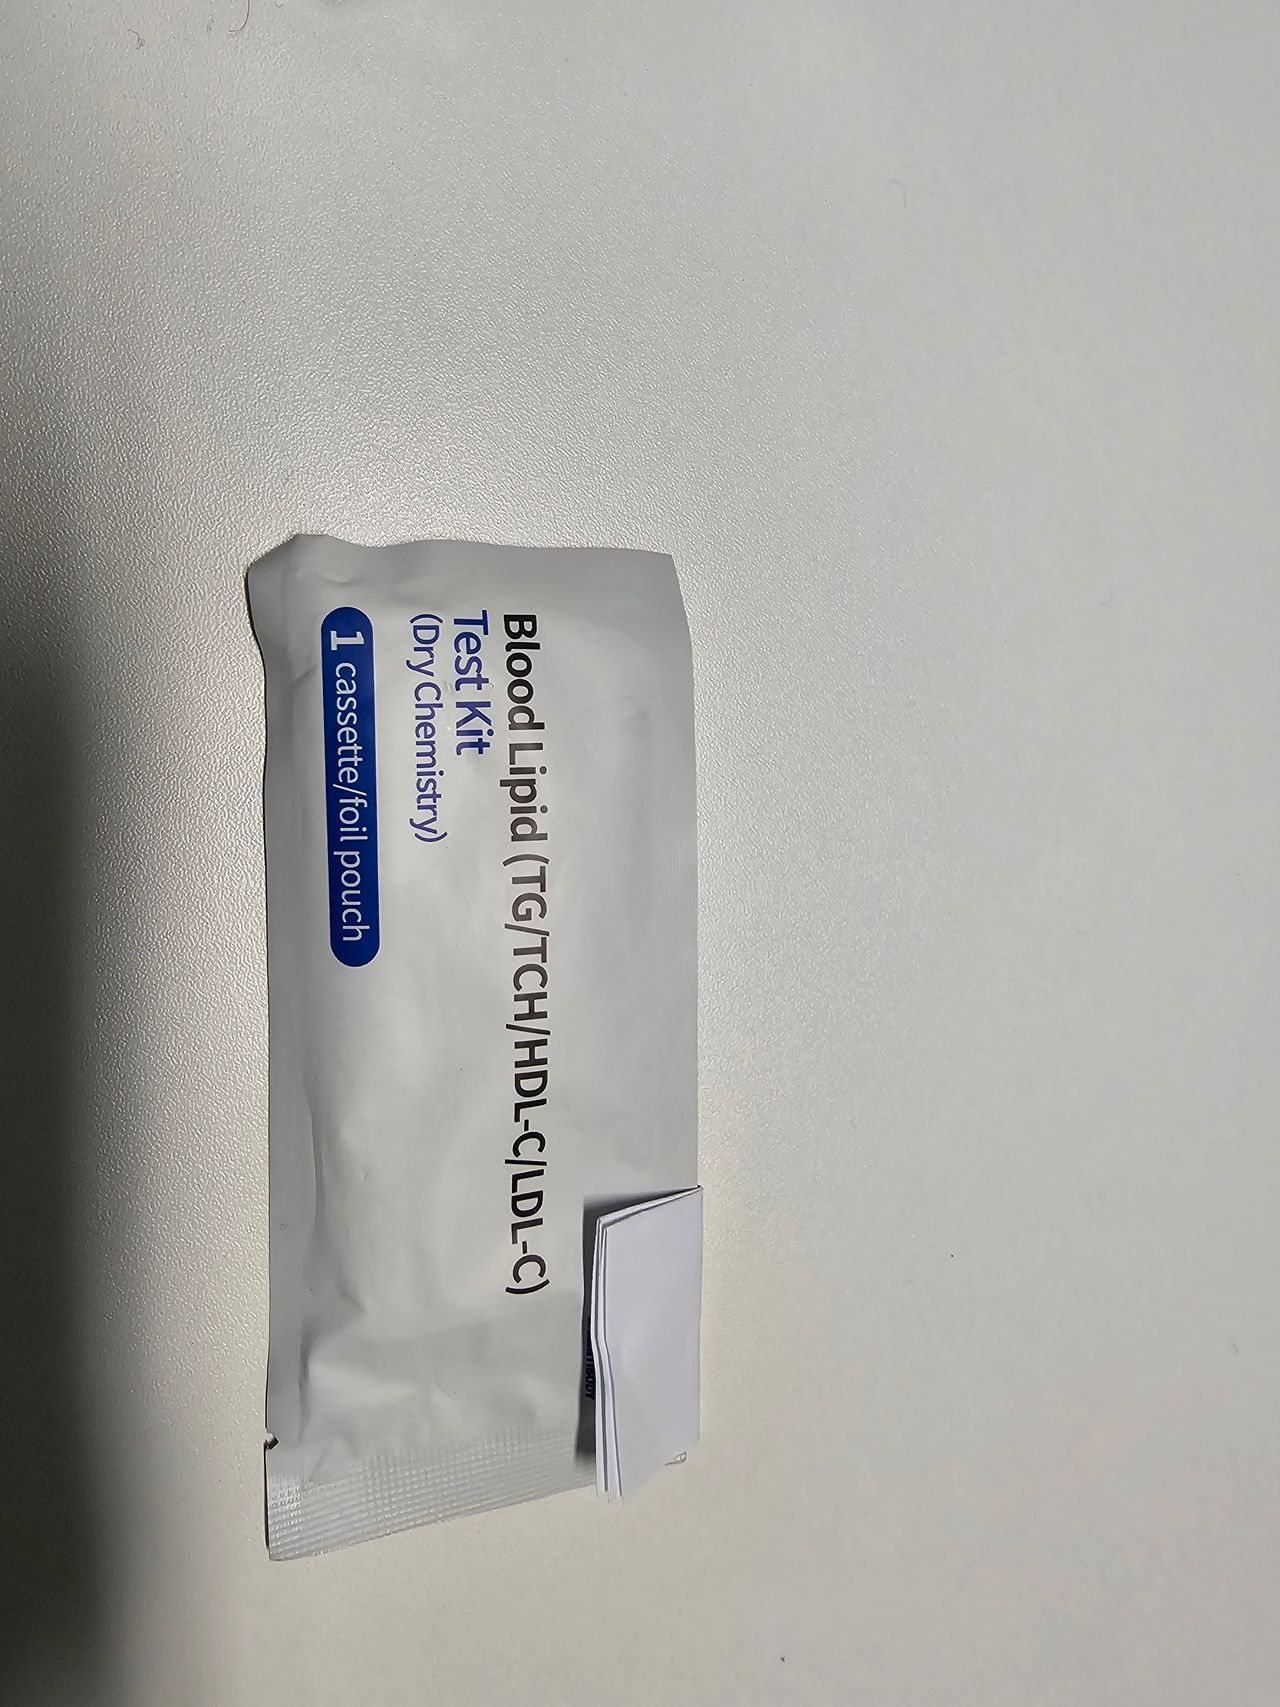 Blood Lipid (TG/TCH/HDL-C/LDL-C)
Test Kit
(Dry Chemistry)
1 cassette/foil pouch